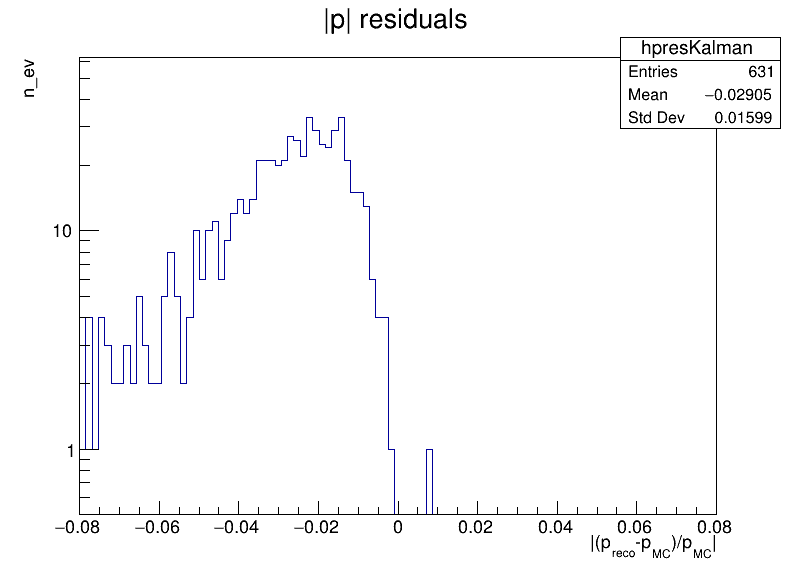 |p| residuals
hpresKalman
Entries 631
Mean −0.02905
Std Dev 0.01599
n_ev
10
1
−0.08 −0.06 −0.04 −0.02 0 0.02 0.04 0.06 0.08
|(p_reco-p_MC)/p_MC|